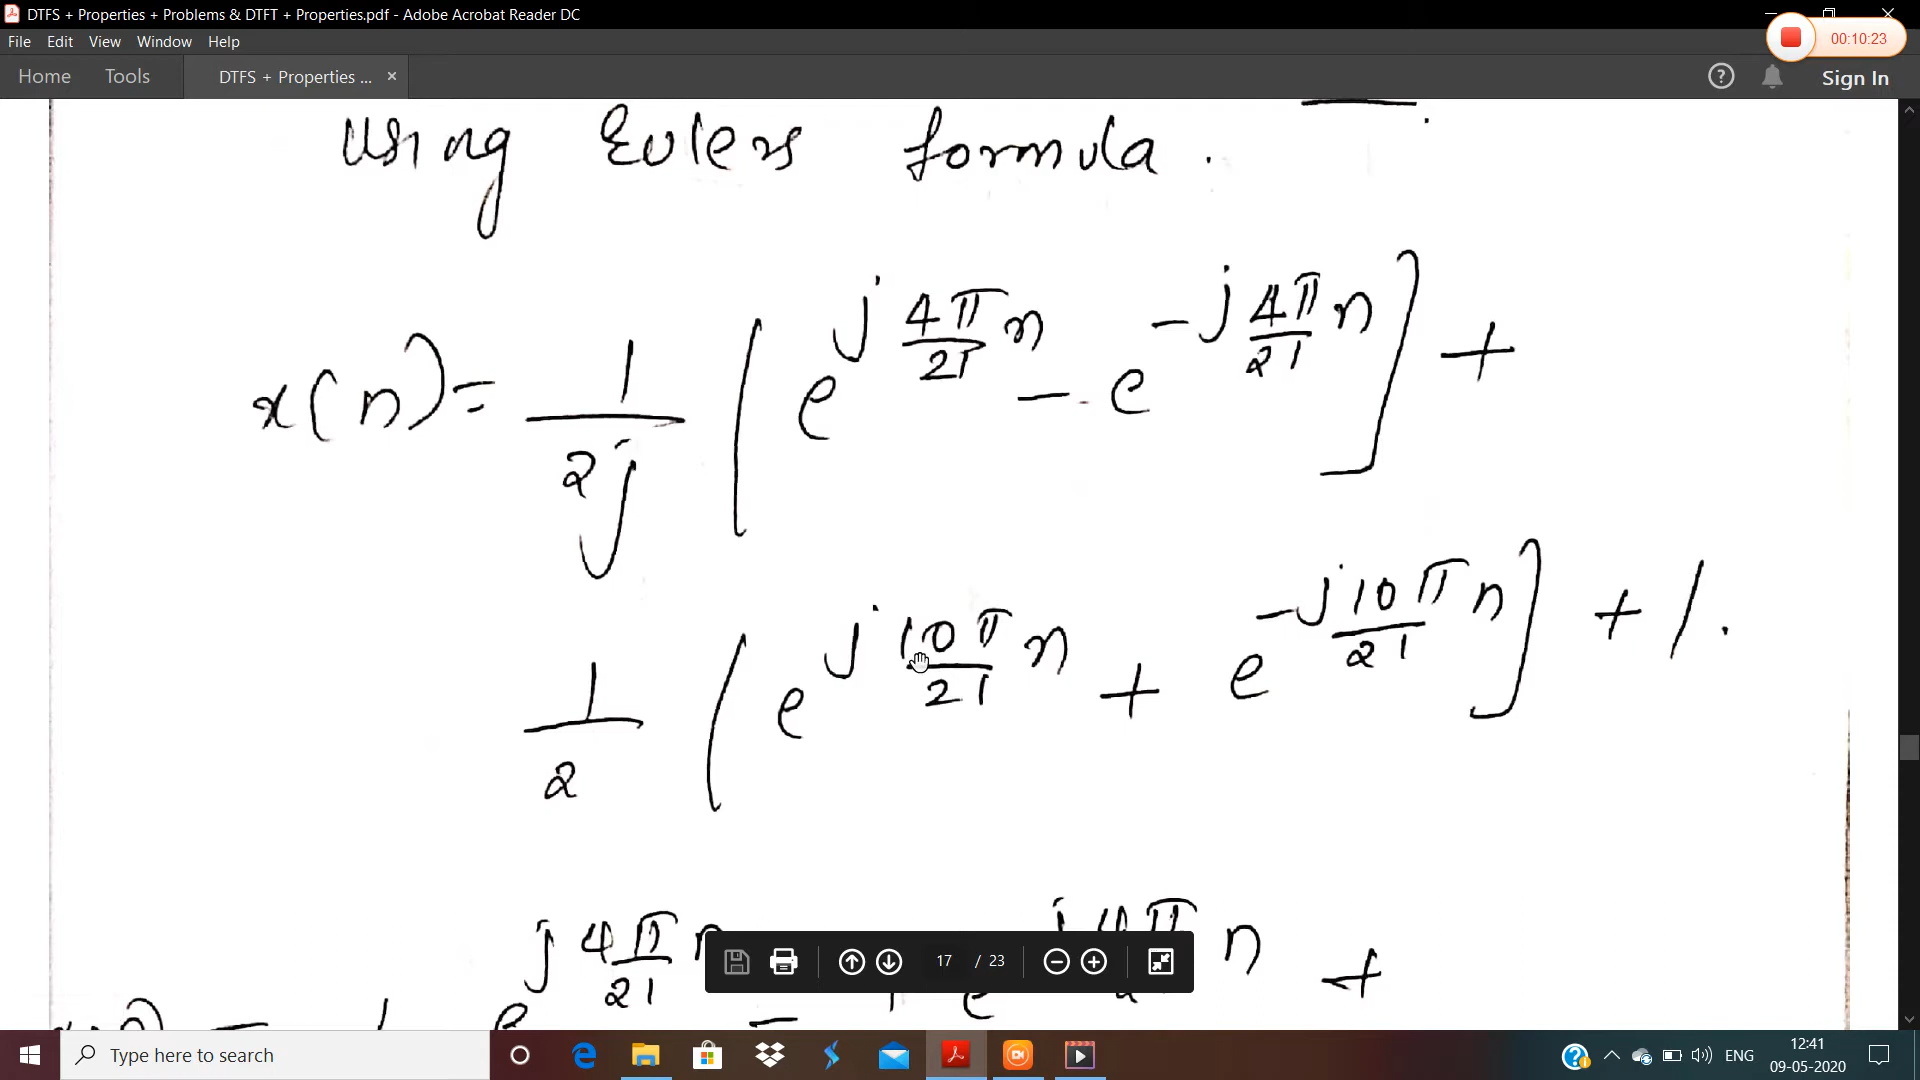 DTFS + Properties + Problems & DTFT + Properties.pdf - Adobe Acrobat Reader DC
File Edit View Window Help
00:10:23
Home Tools DTFS + Properties ... × Sign In
Using Eulers formula.
x(n) = 1/2j [e^{j 4π/21 n} - e^{-j 4π/21 n}] +
1/2 [e^{j 10π/21 n} + e^{-j 10π/21 n}] + 1.
j 4π/21 n
n +
17 / 23
Type here to search
ENG
12:41
09-05-2020